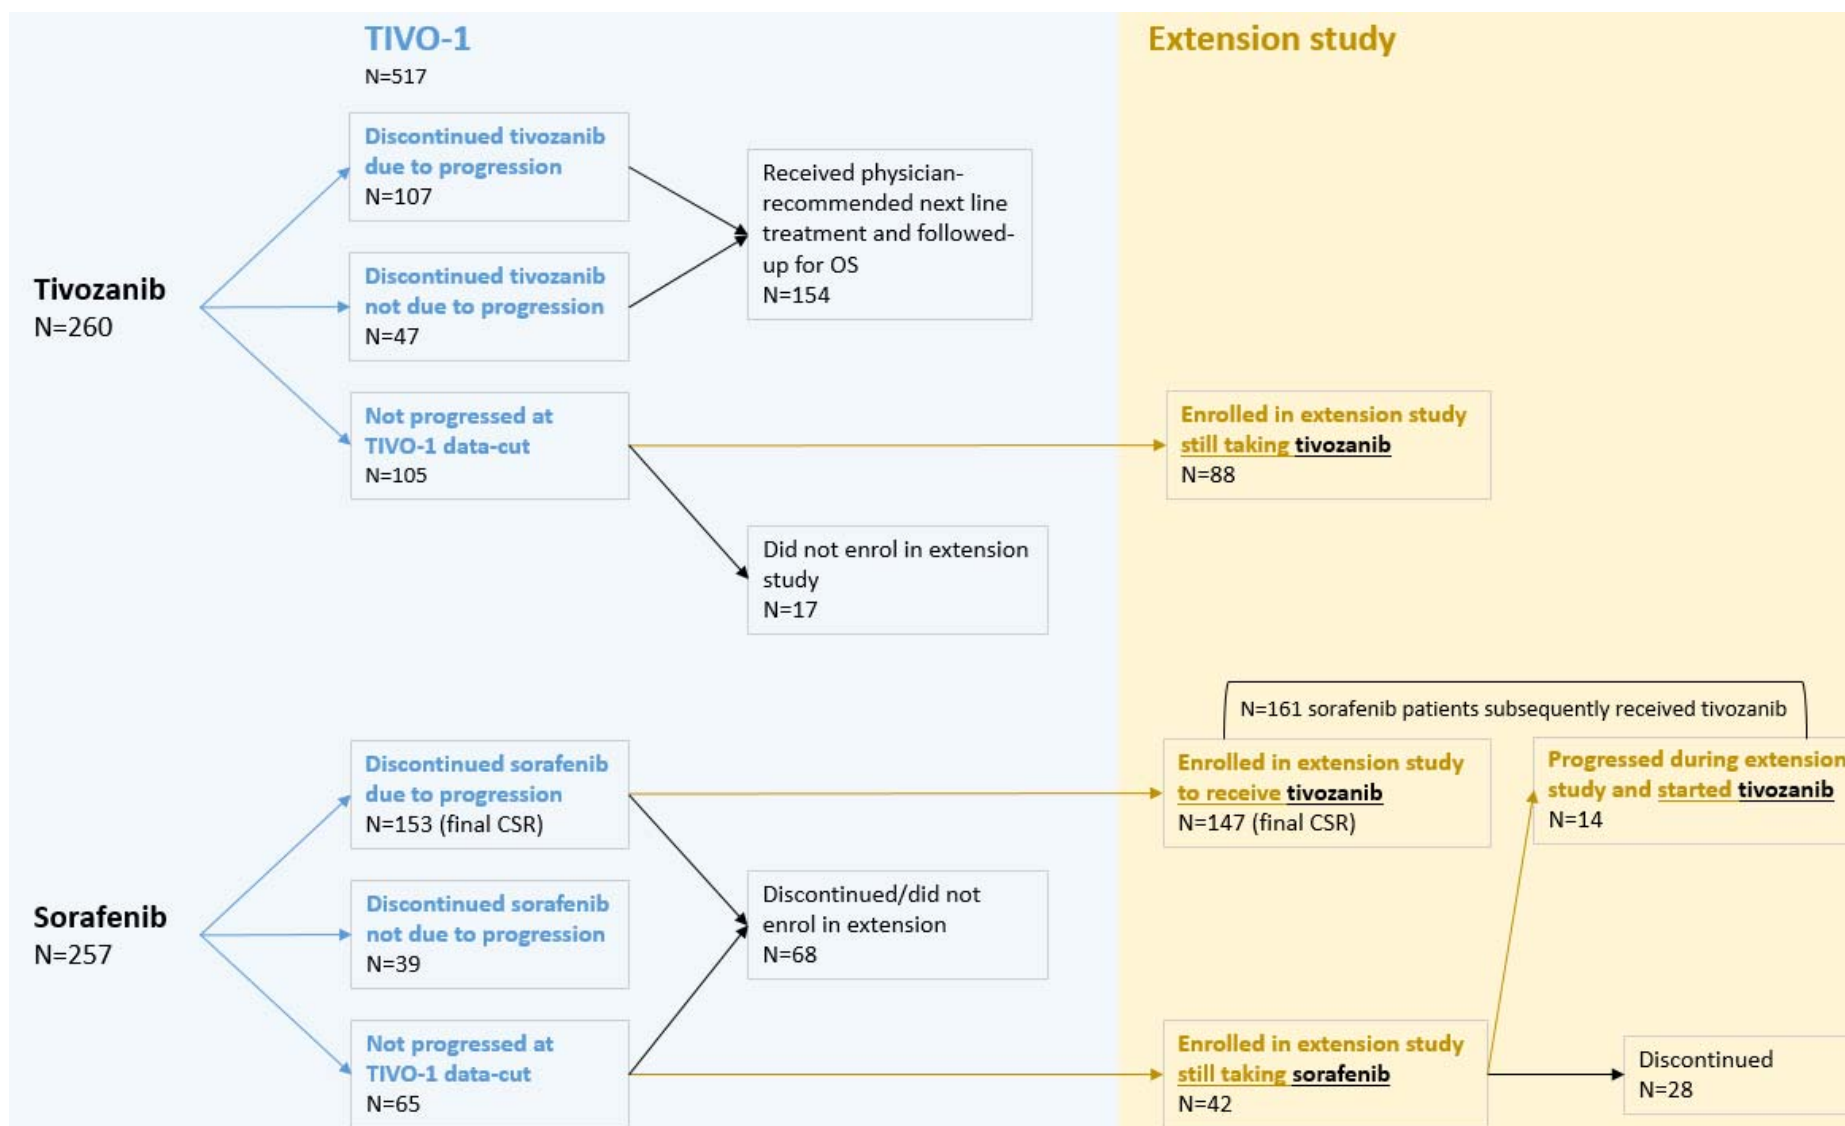 TIVO-1
N=517
Extension study
Tivozanib
N=260
Discontinued tivozanib
due to progression
N=107
Discontinued tivozanib
not due to progression
N=47
Not progressed at
TIVO-1 data-cut
N=105
Received physician-
recommended next line
treatment and followed-
up for OS
N=154
Did not enrol in extension
study
N=17
Enrolled in extension study
still taking tivozanib
N=88
Sorafenib
N=257
Discontinued sorafenib
due to progression
N=153 (final CSR)
Discontinued sorafenib
not due to progression
N=39
Not progressed at
TIVO-1 data-cut
N=65
Discontinued/did not
enrol in extension
N=68
N=161 sorafenib patients subsequently received tivozanib
Enrolled in extension study
to receive tivozanib
N=147 (final CSR)
Progressed during extension
study and started tivozanib
N=14
Enrolled in extension study
still taking sorafenib
N=42
Discontinued
N=28